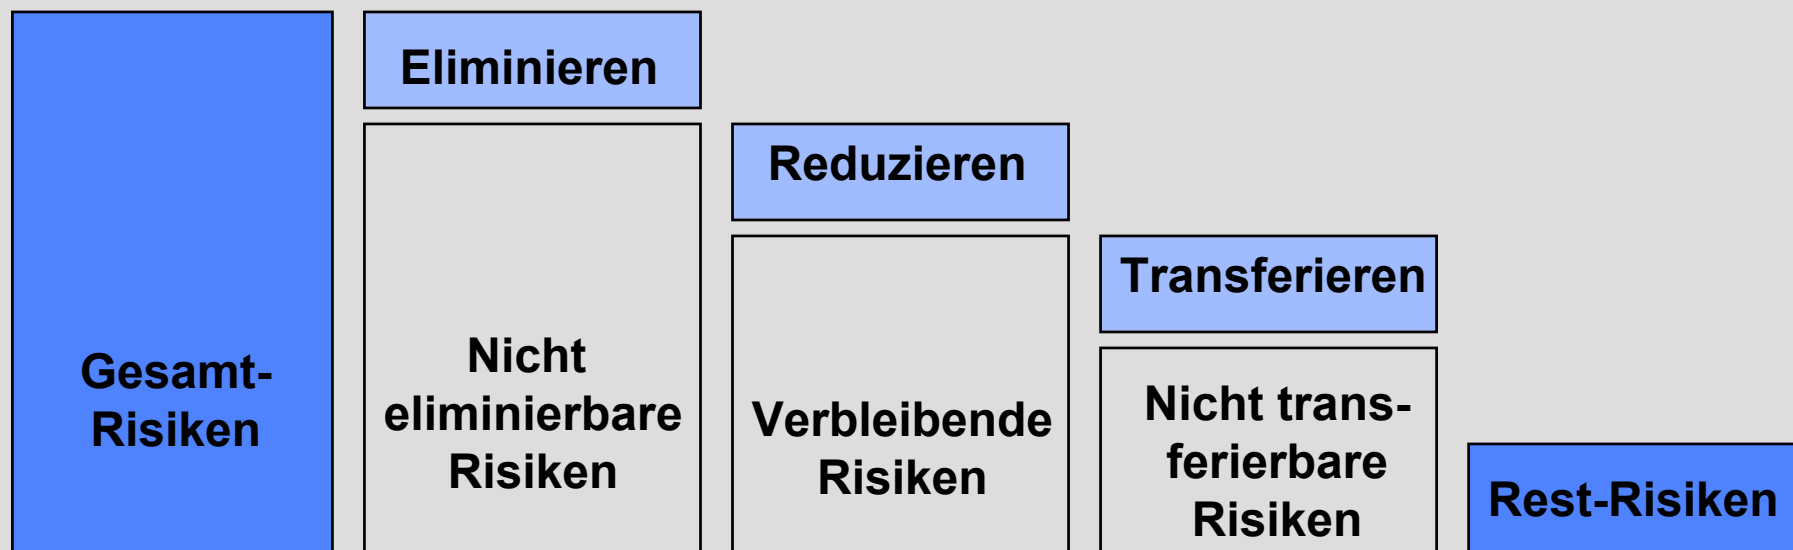 Gesamt-
Risiken
Eliminieren
Nicht
eliminierbare
Risiken
Reduzieren
Verbleibende
Risiken
Transferieren
Nicht trans-
ferierbare
Risiken
Rest-Risiken